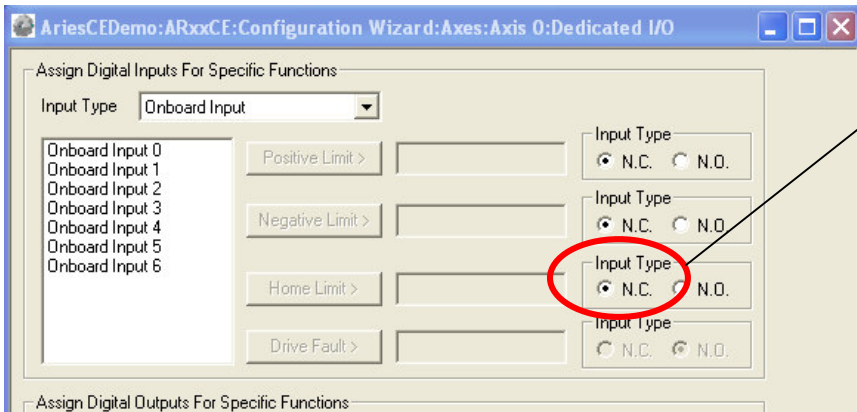 AriesCEDemo:ARxxCE:Configuration Wizard:Axes:Axis 0:Dedicated I/O
Assign Digital Inputs For Specific Functions
Input Type Onboard Input
Onboard Input 0
Onboard Input 1
Onboard Input 2
Onboard Input 3
Onboard Input 4
Onboard Input 5
Onboard Input 6
Positive Limit >
Input Type
N.C. N.O.
Negative Limit >
Input Type
N.C. N.O.
Home Limit >
Input Type
N.C. N.O.
Drive Fault >
Input Type
N.C. N.O.
Assign Digital Outputs For Specific Functions